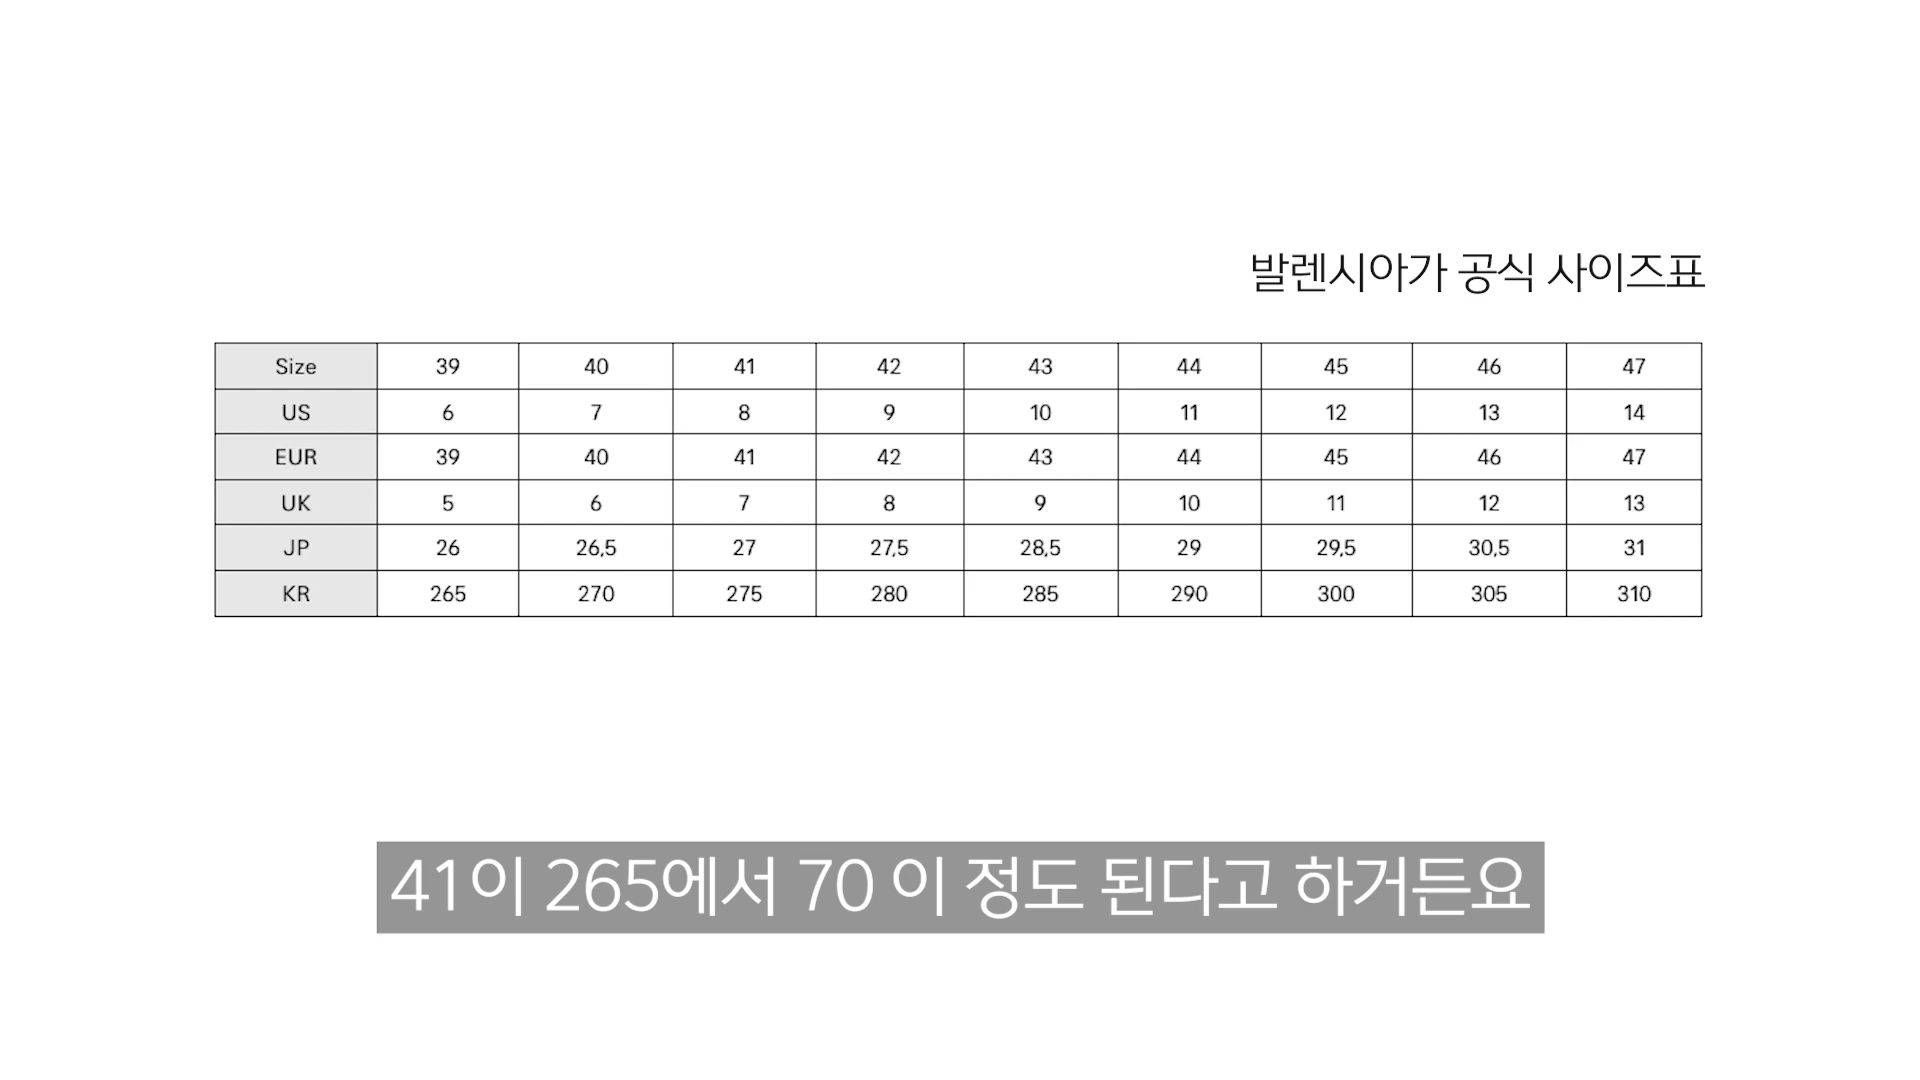 발렌시아가 공식 사이즈표
Size 39 40 41 42 43 44 45 46 47
US 6 7 8 9 10 11 12 13 14
EUR 39 40 41 42 43 44 45 46 47
UK 5 6 7 8 9 10 11 12 13
JP 26 26,5 27 27,5 28,5 29 29,5 30,5 31
KR 265 270 275 280 285 290 300 305 310
41이 265에서 70 이 정도 된다고 하거든요